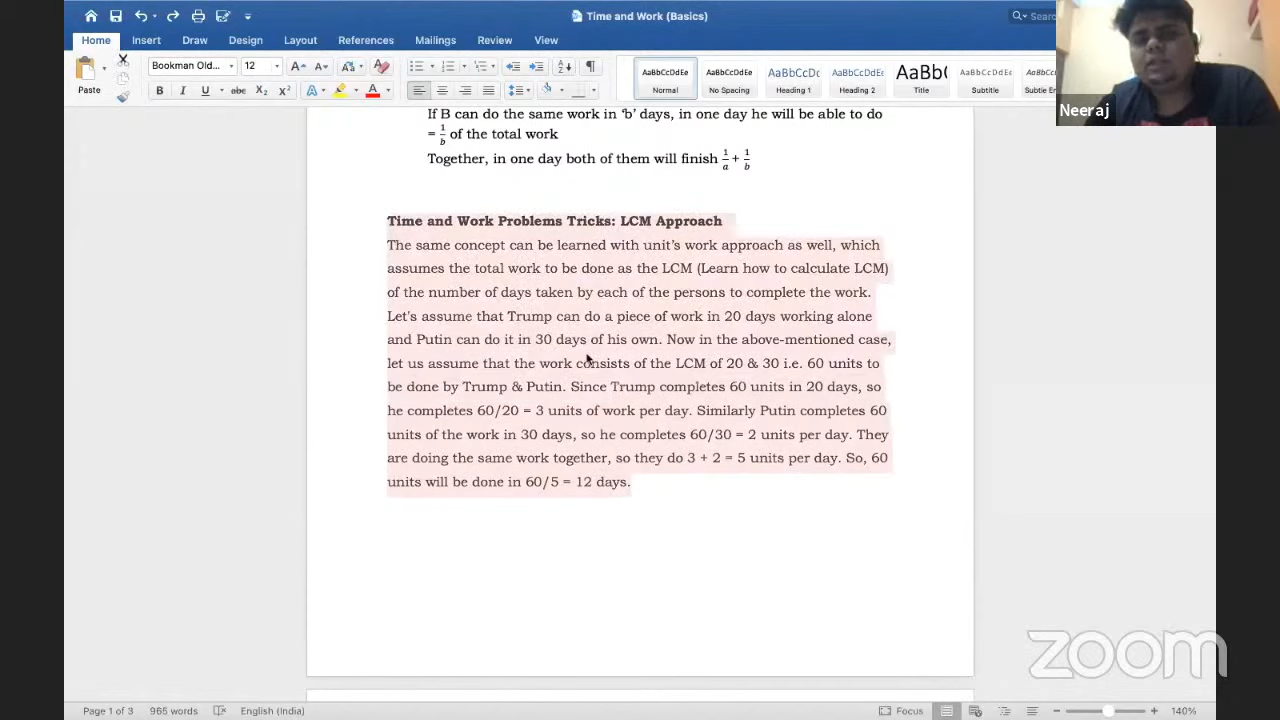 Time and Work (Basics)
Sear
Home Insert Draw Design Layout References Mailings Review View
Bookman Old... 12
Paste
AaBbCcDdEe AaBbCcDdEe AaBbCcDc AaBbCcDdEe AaBb( AaBbCcDdEe
Normal No Spacing Heading 1 Heading 2 Title Subtitle Subtle En
Neeraj
If B can do the same work in ‘b’ days, in one day he will be able to do
= 1/b of the total work
Together, in one day both of them will finish 1/a + 1/b
Time and Work Problems Tricks: LCM Approach
The same concept can be learned with unit’s work approach as well, which
assumes the total work to be done as the LCM (Learn how to calculate LCM)
of the number of days taken by each of the persons to complete the work.
Let's assume that Trump can do a piece of work in 20 days working alone
and Putin can do it in 30 days of his own. Now in the above-mentioned case,
let us assume that the work consists of the LCM of 20 & 30 i.e. 60 units to
be done by Trump & Putin. Since Trump completes 60 units in 20 days, so
he completes 60/20 = 3 units of work per day. Similarly Putin completes 60
units of the work in 30 days, so he completes 60/30 = 2 units per day. They
are doing the same work together, so they do 3 + 2 = 5 units per day. So, 60
units will be done in 60/5 = 12 days.
zoom
Page 1 of 3 965 words English (India) Focus 140%